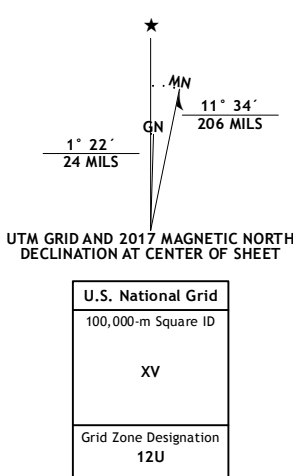 ★
MN
11° 34´
206 MILS
GN
1° 22´
24 MILS
UTM GRID AND 2017 MAGNETIC NORTH
DECLINATION AT CENTER OF SHEET
U.S. National Grid
100,000-m Square ID
XV
Grid Zone Designation
12U